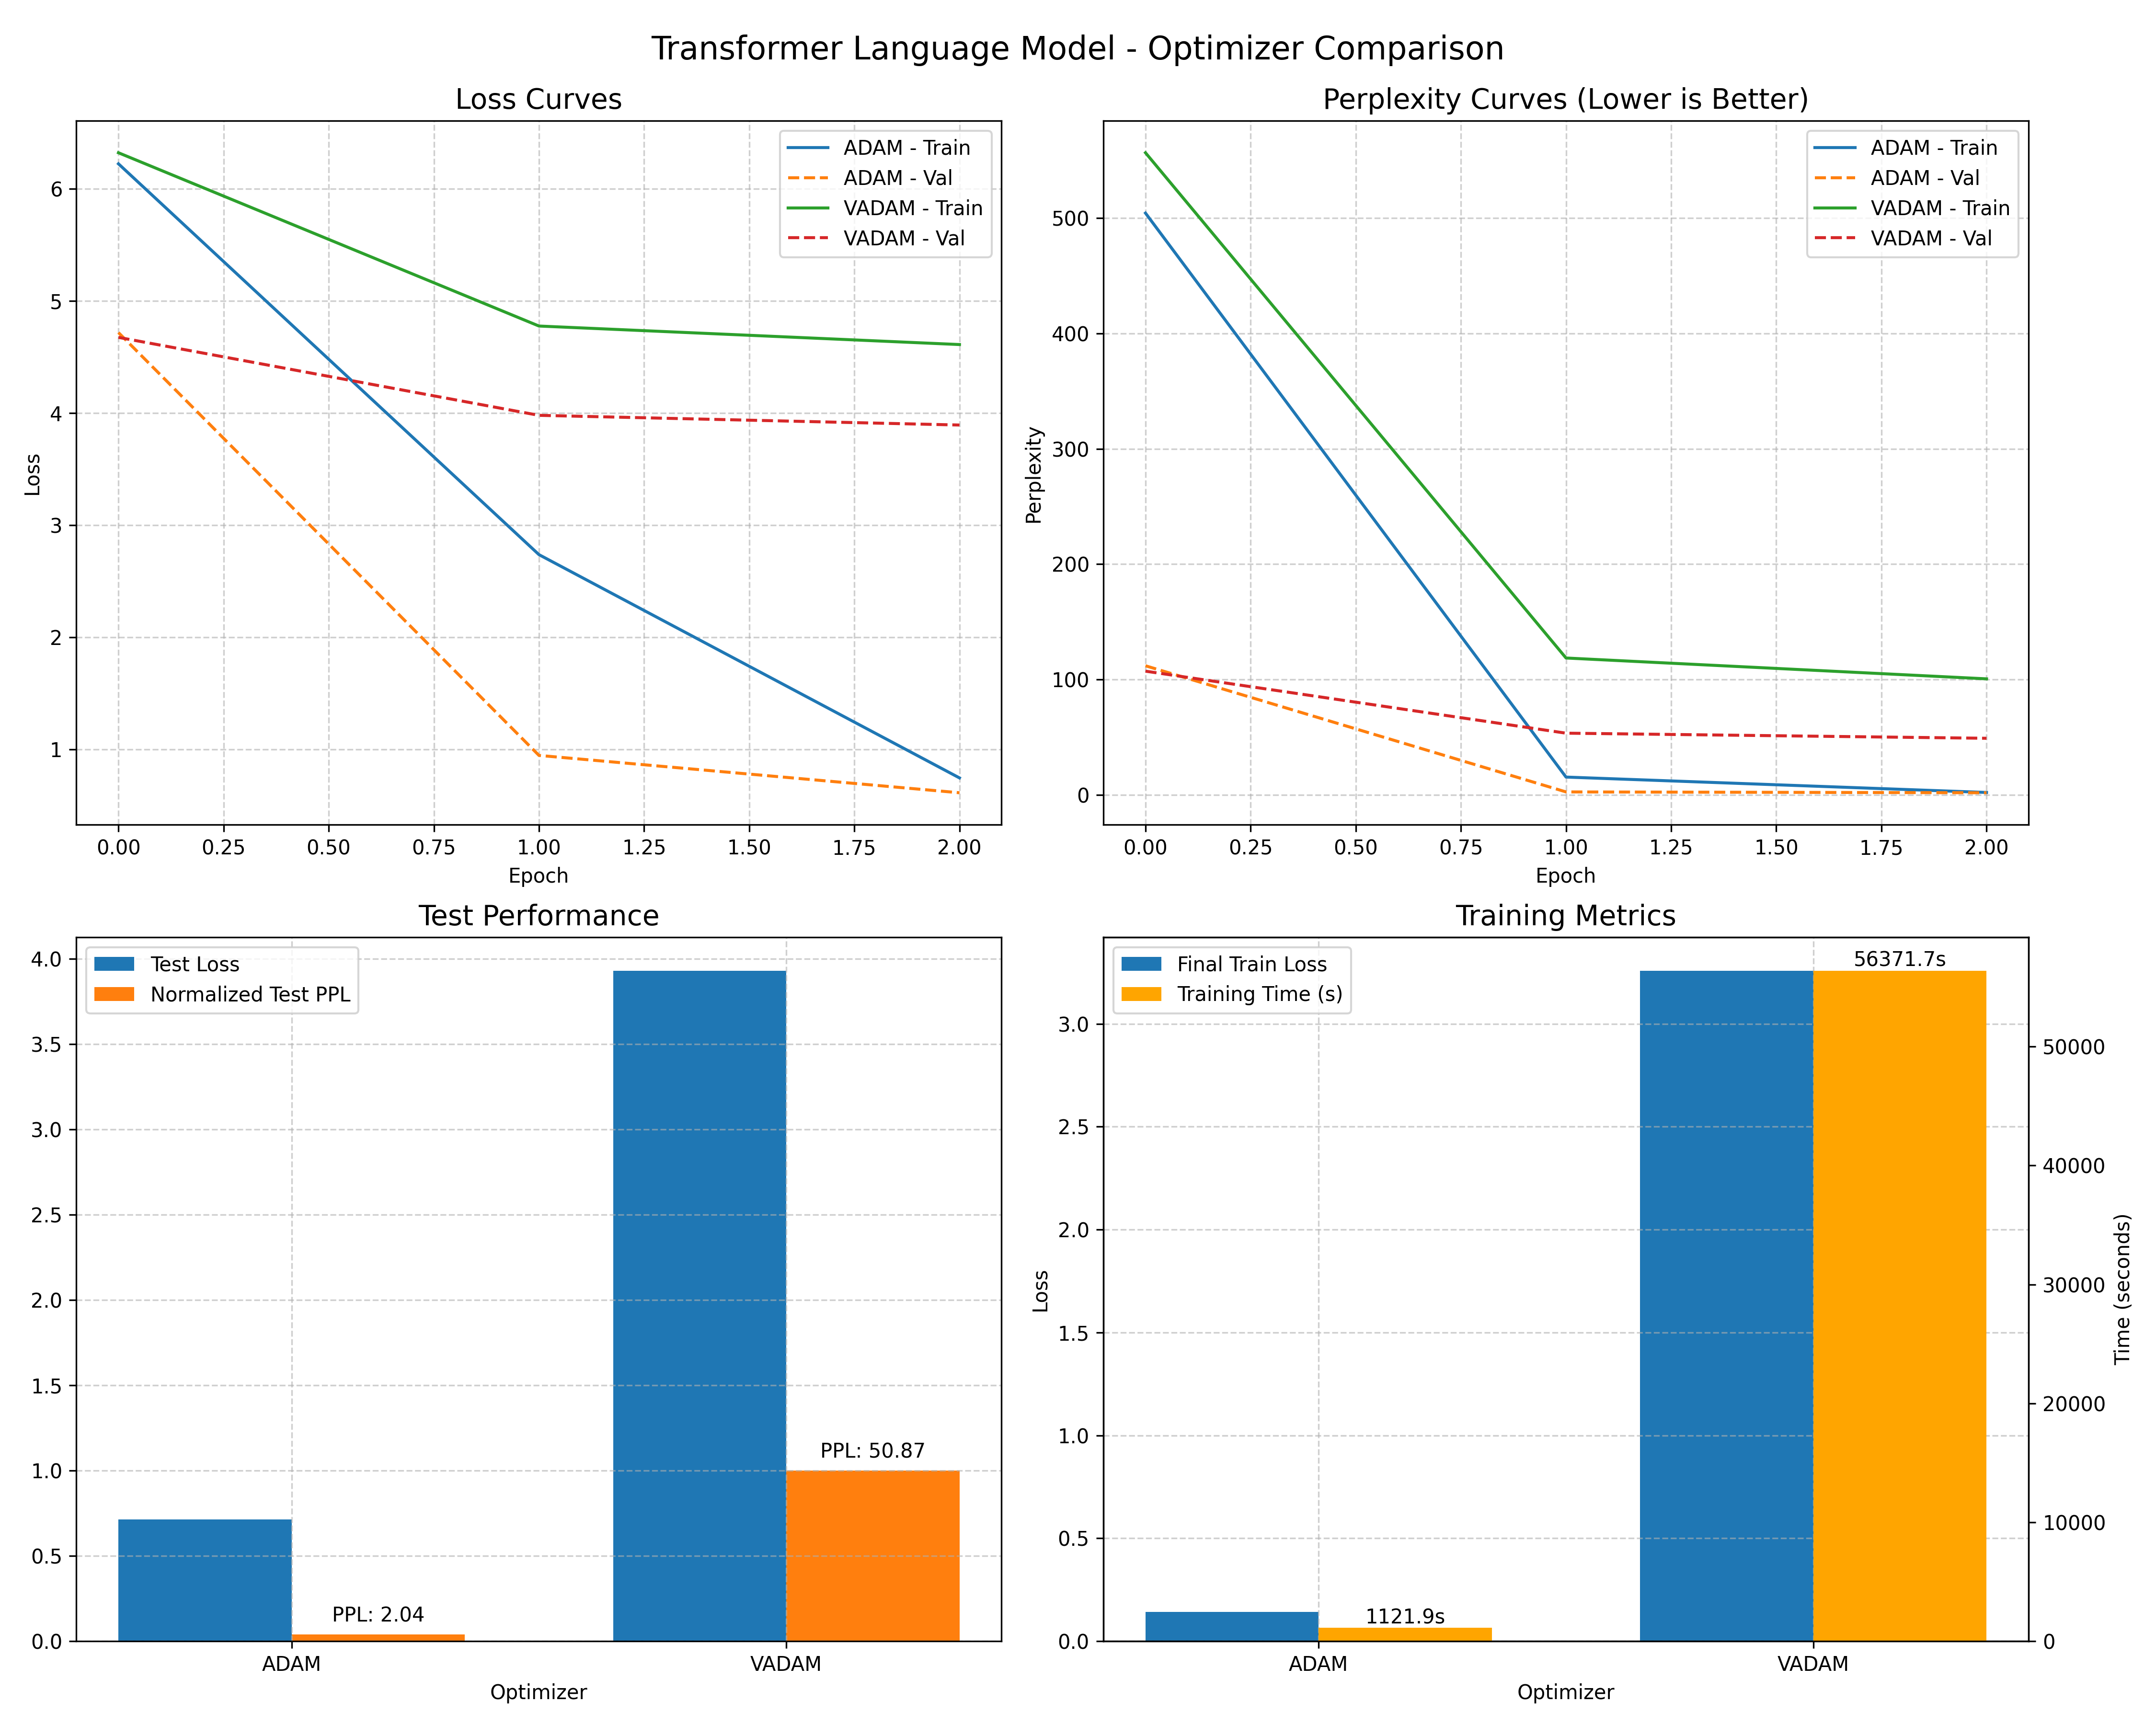 Transformer Language Model - Optimizer Comparison
Loss Curves
Loss
6
5
4
3
2
1
ADAM - Train
ADAM - Val
VADAM - Train
VADAM - Val
0.00 0.25 0.50 0.75 1.00 1.25 1.50 1.75 2.00
Epoch
Perplexity Curves (Lower is Better)
Perplexity
500
400
300
200
100
0
ADAM - Train
ADAM - Val
VADAM - Train
VADAM - Val
0.00 0.25 0.50 0.75 1.00 1.25 1.50 1.75 2.00
Epoch
Test Performance
4.0
3.5
3.0
2.5
2.0
1.5
1.0
0.5
0.0
Test Loss
Normalized Test PPL
PPL: 50.87
PPL: 2.04
ADAM VADAM
Optimizer
Training Metrics
Loss
3.0
2.5
2.0
1.5
1.0
0.5
0.0
Final Train Loss
Training Time (s)
56371.7s
1121.9s
50000
40000
30000
20000
10000
0
Time (seconds)
ADAM VADAM
Optimizer